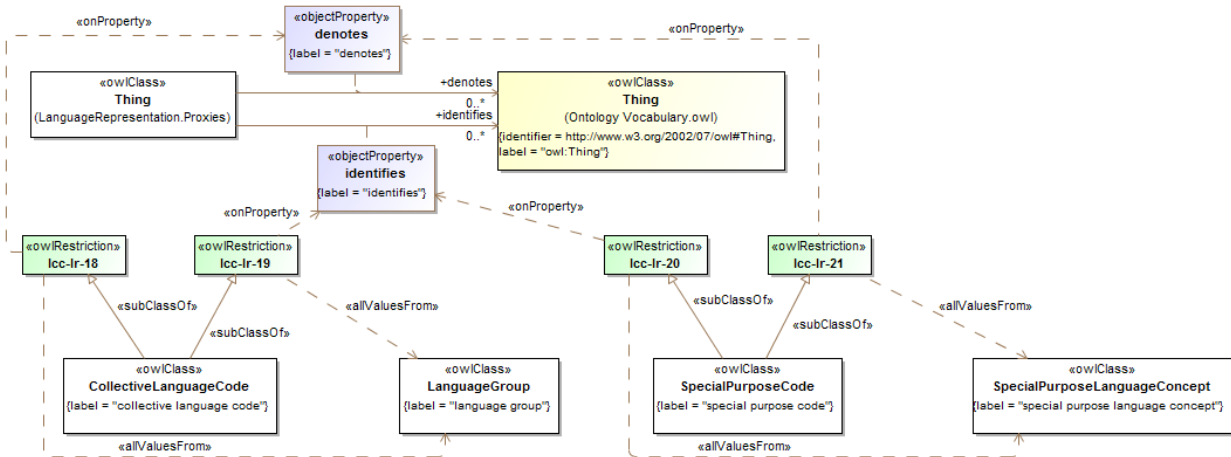 «onProperty»
«objectProperty»
denotes
{label = "denotes"}
«onProperty»
«owlClass»
Thing
(LanguageRepresentation.Proxies)
+denotes
0..*
+identifies
0..*
«owlClass»
Thing
(Ontology Vocabulary.owl)
{identifier = http://www.w3.org/2002/07/owl#Thing,
label = "owl:Thing"}
«objectProperty»
identifies
{label = "identifies"}
«onProperty»
«onProperty»
«owlRestriction»
lcc-lr-18
«owlRestriction»
lcc-lr-19
«owlRestriction»
lcc-lr-20
«owlRestriction»
lcc-lr-21
«subClassOf»
«subClassOf»
«allValuesFrom»
«subClassOf»
«subClassOf»
«allValuesFrom»
«owlClass»
CollectiveLanguageCode
{label = "collective language code"}
«owlClass»
LanguageGroup
{label = "language group"}
«owlClass»
SpecialPurposeCode
{label = "special purpose code"}
«owlClass»
SpecialPurposeLanguageConcept
{label = "special purpose language concept"}
«allValuesFrom»
«allValuesFrom»